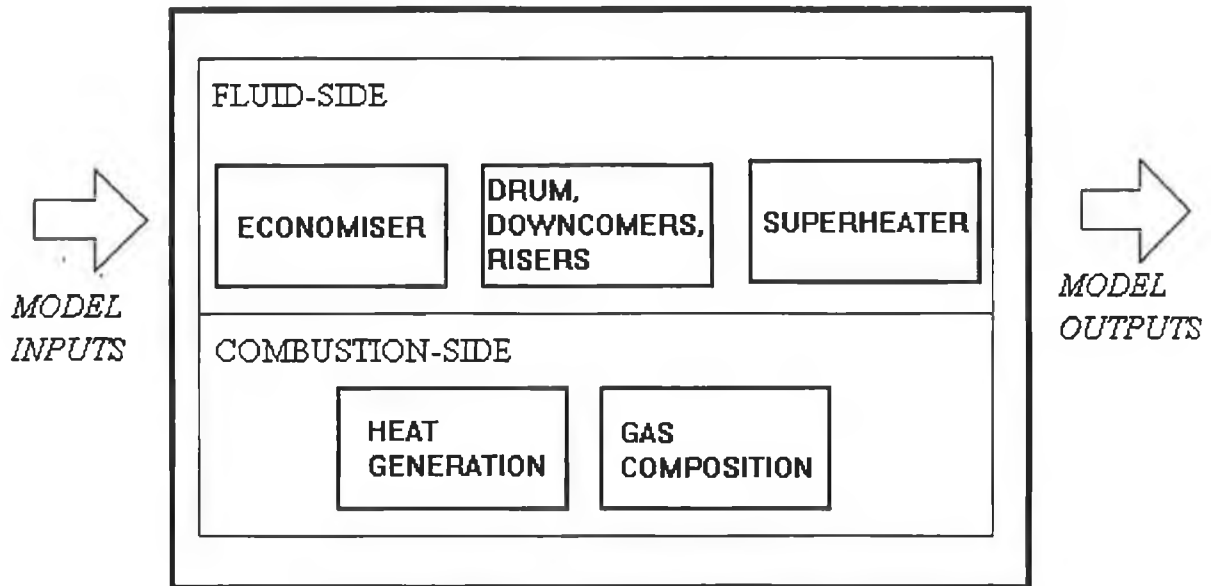 FLUID-SIDE
ECONOMISER
DRUM,
DOWNCOMERS,
RISERS
SUPERHEATER
MODEL
INPUTS
MODEL
OUTPUTS
COMBUSTION-SIDE
HEAT
GENERATION
GAS
COMPOSITION